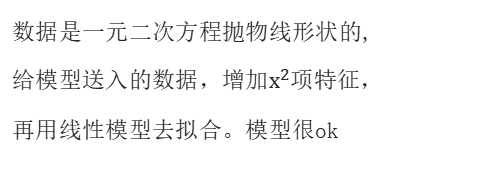 数据是一元二次方程抛物线形状的,
给模型送入的数据，增加x²项特征，
再用线性模型去拟合。模型很ok